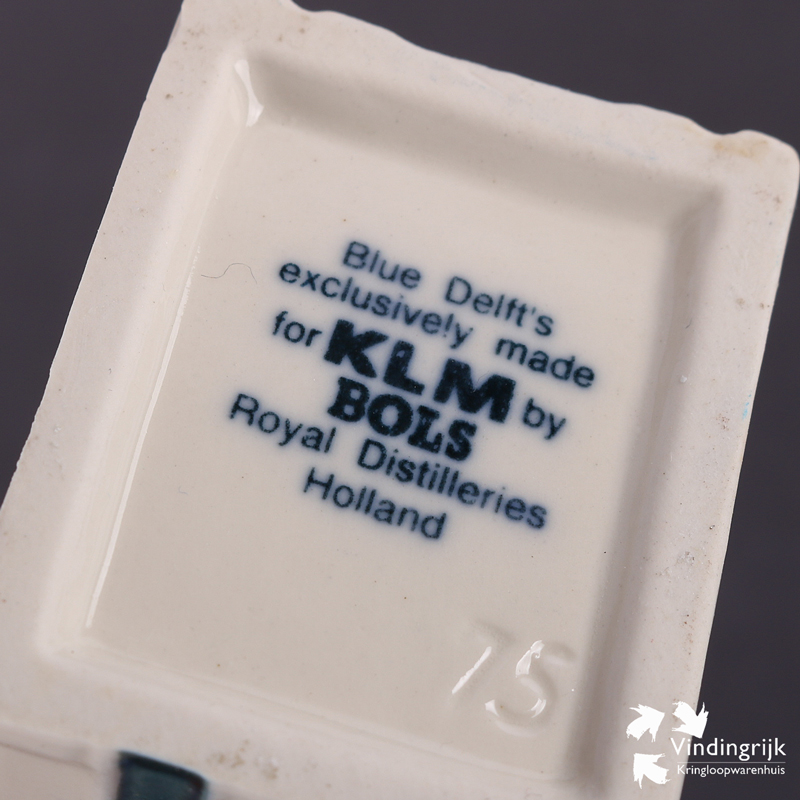 Blue Delft's
exclusively made
for KLM by
BOLS
Royal Distilleries
Holland
75
Vindingrijk
Kringloopwarenhuis